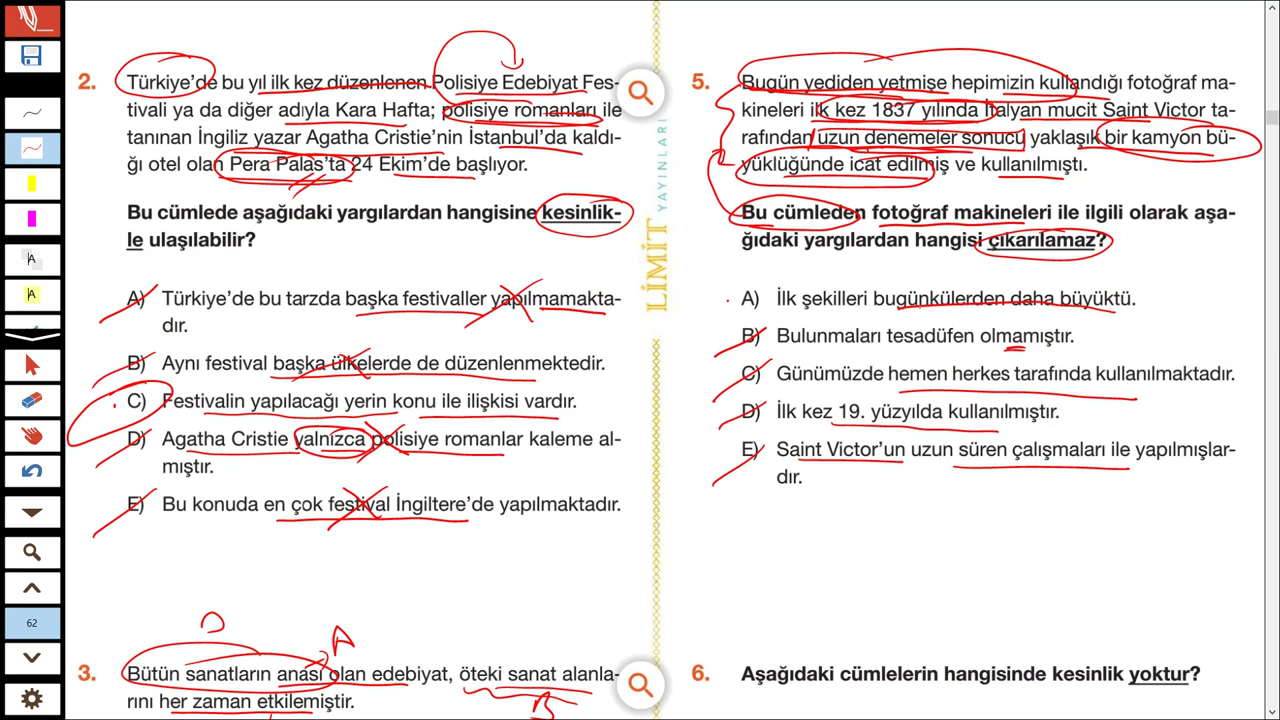 2. Türkiye'de bu yıl ilk kez düzenlenen Polisiye Edebiyat Fes-
tivali ya da diğer adıyla Kara Hafta; polisiye romanları ile
tanınan İngiliz yazar Agatha Cristie'nin İstanbul'da kaldı-
ğı otel olan Pera Palas'ta 24 Ekim'de başlıyor.
Bu cümlede aşağıdaki yargılardan hangisine kesinlik-
le ulaşılabilir?
A) Türkiye'de bu tarzda başka festivaller yapılmamakta-
dır.
B) Aynı festival başka ülkelerde de düzenlenmektedir.
C) Festivalin yapılacağı yerin konu ile ilişkisi vardır.
D) Agatha Cristie yalnızca polisiye romanlar kaleme al-
mıştır.
E) Bu konuda en çok festival İngiltere'de yapılmaktadır.
A
3. Bütün sanatların anası olan edebiyat, öteki sanat alanla-
rını her zaman etkilemiştir.
B
LİMİT YAYINLARI
5. Bugün yediden yetmişe hepimizin kullandığı fotoğraf ma-
kineleri ilk kez 1837 yılında İtalyan mucit Saint Victor ta-
rafından uzun denemeler sonucu yaklaşık bir kamyon bü-
yüklüğünde icat edilmiş ve kullanılmıştı.
Bu cümleden fotoğraf makineleri ile ilgili olarak aşa-
ğıdaki yargılardan hangisi çıkarılamaz?
A) İlk şekilleri bugünkülerden daha büyüktü.
B) Bulunmaları tesadüfen olmamıştır.
C) Günümüzde hemen herkes tarafında kullanılmaktadır.
D) İlk kez 19. yüzyılda kullanılmıştır.
E) Saint Victor'un uzun süren çalışmaları ile yapılmışlar-
dır.
6. Aşağıdaki cümlelerin hangisinde kesinlik yoktur?
A
A
62